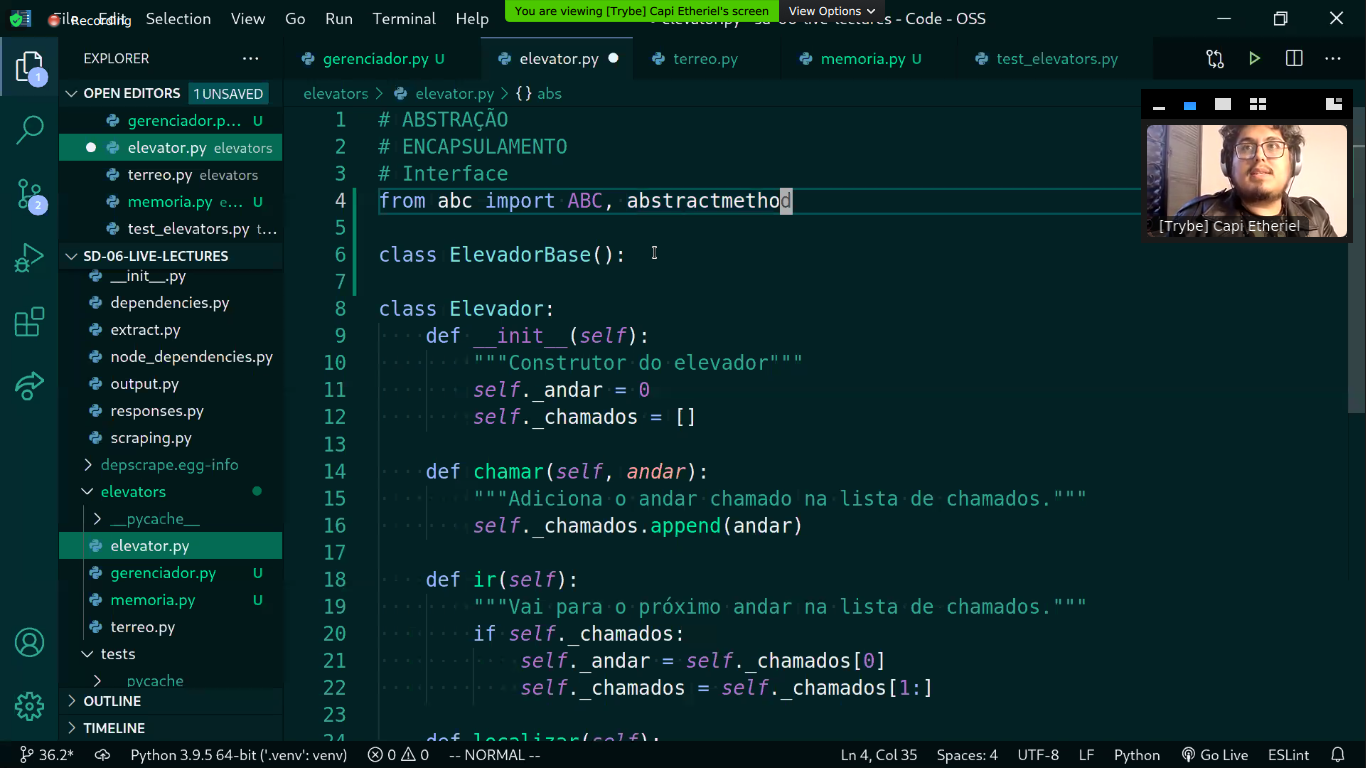 File Edit Selection View Go Run Terminal Help
Recording
You are viewing [Trybe] Capi Etheriel's screen
View Options
06-live-lectures - Code - OSS
EXPLORER
gerenciador.py U
elevator.py
terreo.py
memoria.py U
test_elevators.py
OPEN EDITORS 1 UNSAVED
elevators > elevator.py > {} abs
gerenciador.p... U
elevator.py elevators
terreo.py elevators
memoria.py e... U
test_elevators.py t...
SD-06-LIVE-LECTURES
__init__.py
dependencies.py
extract.py
node_dependencies.py
output.py
responses.py
scraping.py
depscrape.egg-info
elevators
__pycache__
elevator.py
gerenciador.py U
memoria.py U
terreo.py
tests
pycache
OUTLINE
TIMELINE
1 # ABSTRAÇÃO
2 # ENCAPSULAMENTO
3 # Interface
4 from abc import ABC, abstractmethod
5
6 class ElevadorBase():
7
8 class Elevador:
9 def __init__(self):
10 """Construtor do elevador"""
11 self._andar = 0
12 self._chamados = []
13
14 def chamar(self, andar):
15 """Adiciona o andar chamado na lista de chamados."""
16 self._chamados.append(andar)
17
18 def ir(self):
19 """Vai para o próximo andar na lista de chamados."""
20 if self._chamados:
21 self._andar = self._chamados[0]
22 self._chamados = self._chamados[1:]
23
24 def localizar(self):
[Trybe] Capi Etheriel
1
2
36.2* Python 3.9.5 64-bit ('.venv': venv) 0 0 -- NORMAL -- Ln 4, Col 35 Spaces: 4 UTF-8 LF Python Go Live ESLint